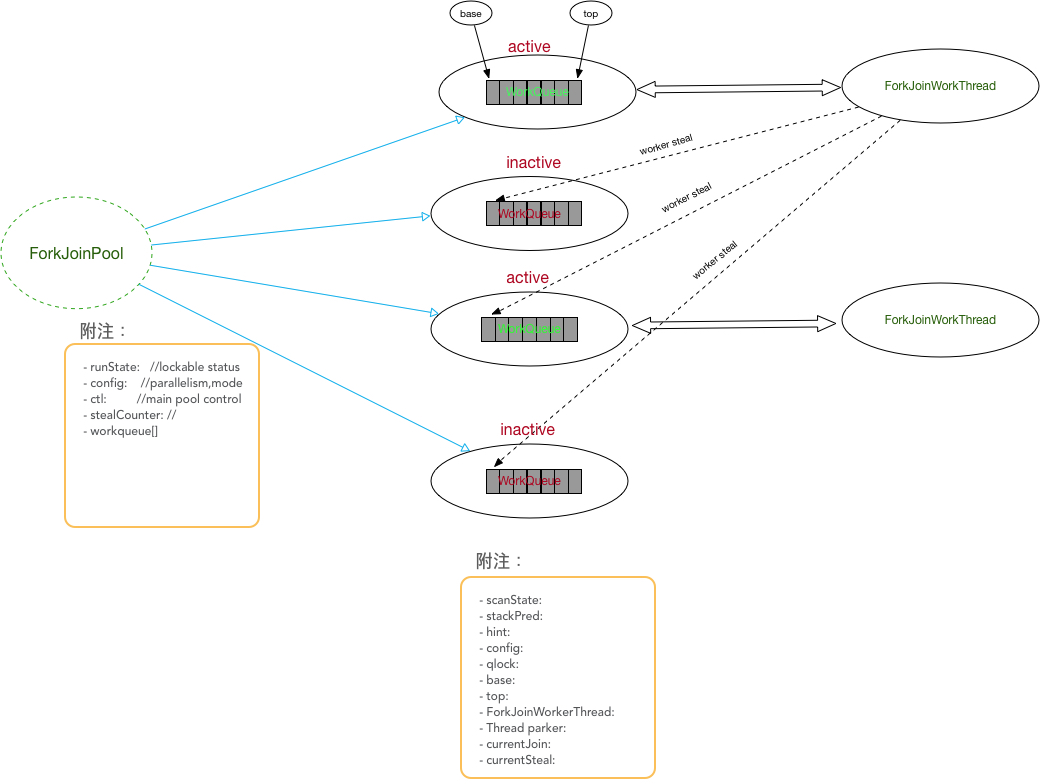 base
top
active
WorkQueue
ForkJoinWorkThread
worker steal
inactive
WorkQueue
worker steal
worker steal
ForkJoinPool
active
WorkQueue
ForkJoinWorkThread
附注：
- runState: //lockable status
- config: //parallelism,mode
- ctl: //main pool control
- stealCounter: //
- workqueue[]
inactive
WorkQueue
附注：
- scanState:
- stackPred:
- hint:
- config:
- qlock:
- base:
- top:
- ForkJoinWorkerThread:
- Thread parker:
- currentJoin:
- currentSteal: